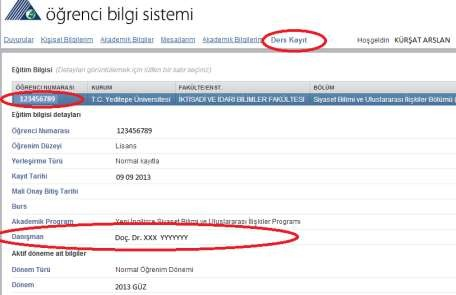 öğrenci bilgi sistemi
Duyurular Kişisel Bilgilerim Akademik Bilgiler Mesajlarım Akademik Bilgilerim Ders Kayıt Hoşgeldin KÜRŞAT ARSLAN
Eğitim Bilgisi (Detayları görüntülemek için lütfen bir satır seçiniz)
ÖĞRENCİ NUMARASI KURUM FAKÜLTE/ENST. BÖLÜM
123456789 T.C. Yeditepe Üniversitesi İKTİSADİ VE İDARİ BİLİMLER FAKÜLTESİ Siyaset Bilimi ve Uluslararası İlişkiler Bölümü (
Eğitim bilgisi detayları
Öğrenci Numarası 123456789
Öğrenim Düzeyi Lisans
Yerleştirme Türü Normal kayıtla
Kayıt Tarihi 09 09 2013
Mali Onay Bitiş Tarihi
Burs
Akademik Program Yeni İngilizce Siyaset Bilimi ve Uluslararası İlişkiler Programı
Danışman Doç. Dr. XXX YYYYYYY
Aktif döneme ait bilgiler
Dönem Türü Normal Öğrenim Dönemi
Dönem 2013 GÜZ